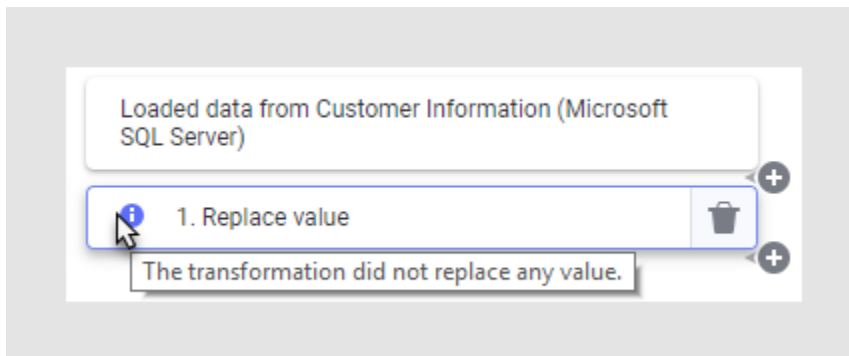 Loaded data from Customer Information (Microsoft
SQL Server)
1. Replace value
The transformation did not replace any value.